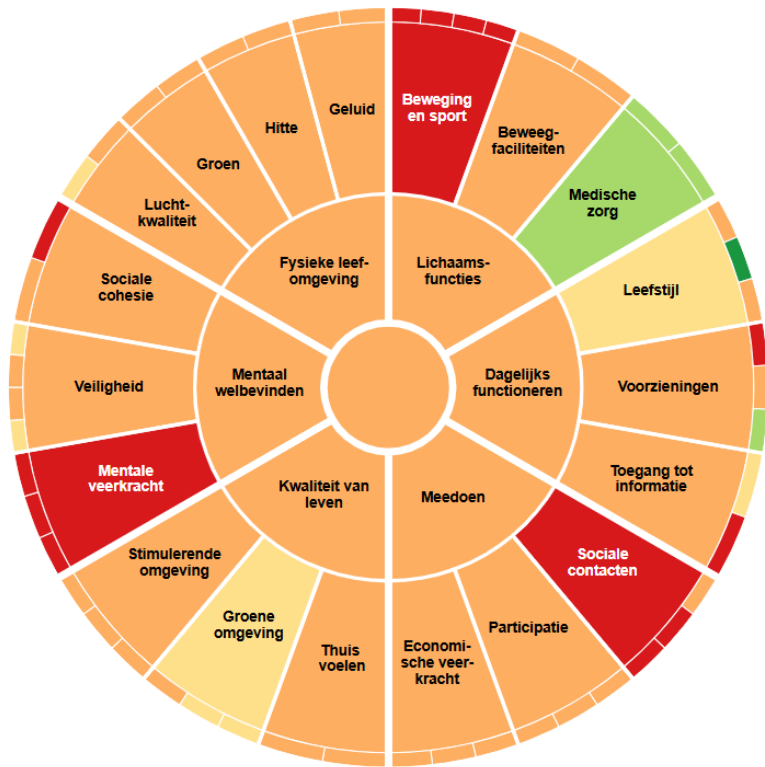 Geluid
Beweging
en sport
Hitte
Beweeg-
faciliteiten
Groen
Medische
zorg
Lucht-
kwaliteit
Fysieke leef-
omgeving
Lichaams-
functies
Sociale
cohesie
Leefstijl
Veiligheid
Mentaal
welbevinden
Dagelijks
functioneren
Voorzieningen
Mentale
veerkracht
Kwaliteit van
leven
Meedoen
Toegang tot
informatie
Stimulerende
omgeving
Sociale
contacten
Groene
omgeving
Participatie
Thuis
voelen
Economi-
sche veer-
kracht